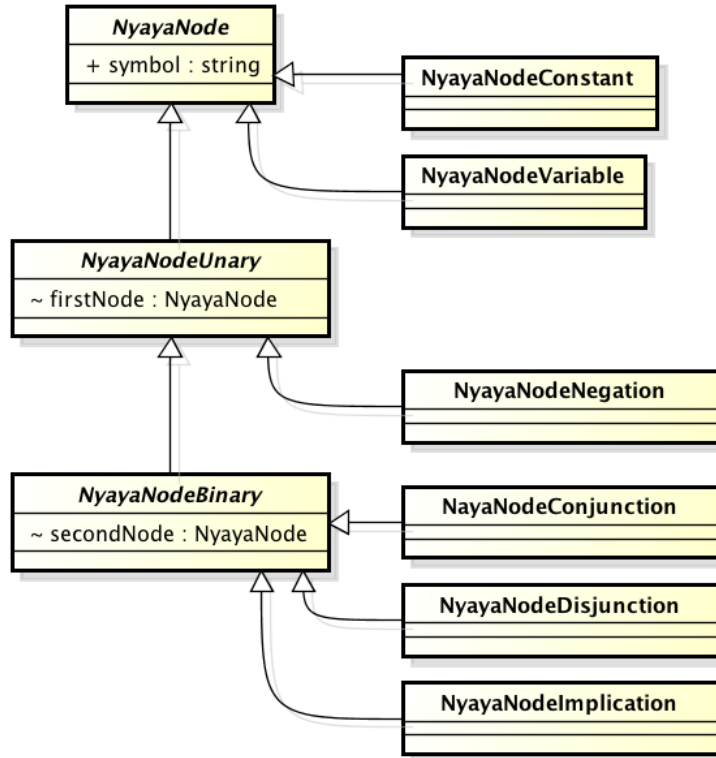 NyayaNode
+ symbol : string
NyayaNodeConstant
NyayaNodeVariable
NyayaNodeUnary
~ firstNode : NyayaNode
NyayaNodeNegation
NyayaNodeBinary
~ secondNode : NyayaNode
NayaNodeConjunction
NyayaNodeDisjunction
NyayaNodeImplication